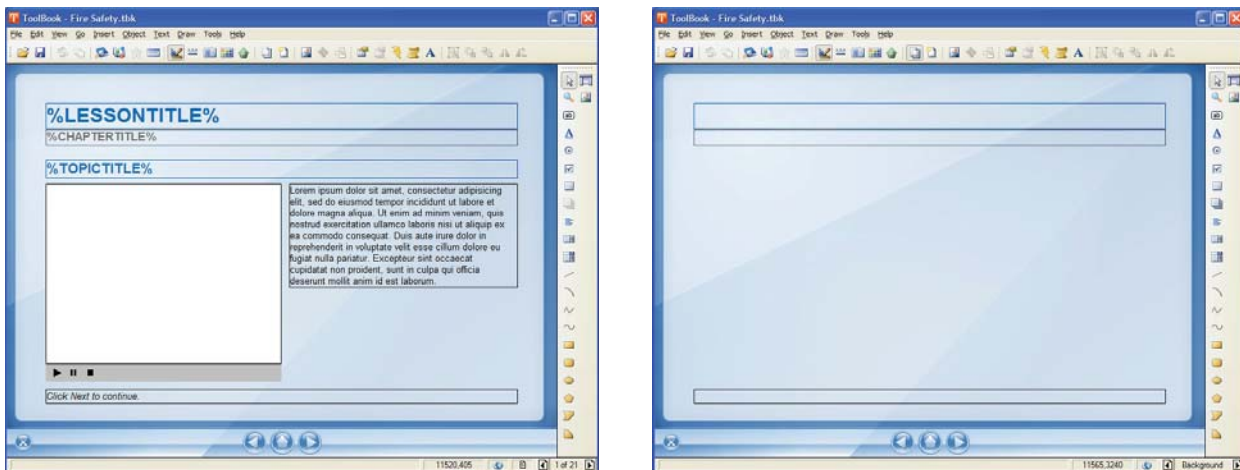 ToolBook - Fire Safety.tbk
File Edit View Go Insert Object Text Draw Tools Help
%LESSONTITLE%
%CHAPTERTITLE%
%TOPICTITLE%
Lorem ipsum dolor sit amet, consectetur adipisicing
elit, sed do eiusmod tempor incididunt ut labore et
dolore magna aliqua. Ut enim ad minim veniam, quis
nostrud exercitation ullamco laboris nisi ut aliquip ex
ea commodo consequat. Duis aute irure dolor in
reprehenderit in voluptate velit esse cillum dolore eu
fugiat nulla pariatur. Excepteur sint occaecat
cupidatat non proident, sunt in culpa qui officia
deserunt mollit anim id est laborum.
Click Next to continue.
11520,405
1 of 21
ToolBook - Fire Safety.tbk
File Edit View Go Insert Object Text Draw Tools Help
11565,3240
Background